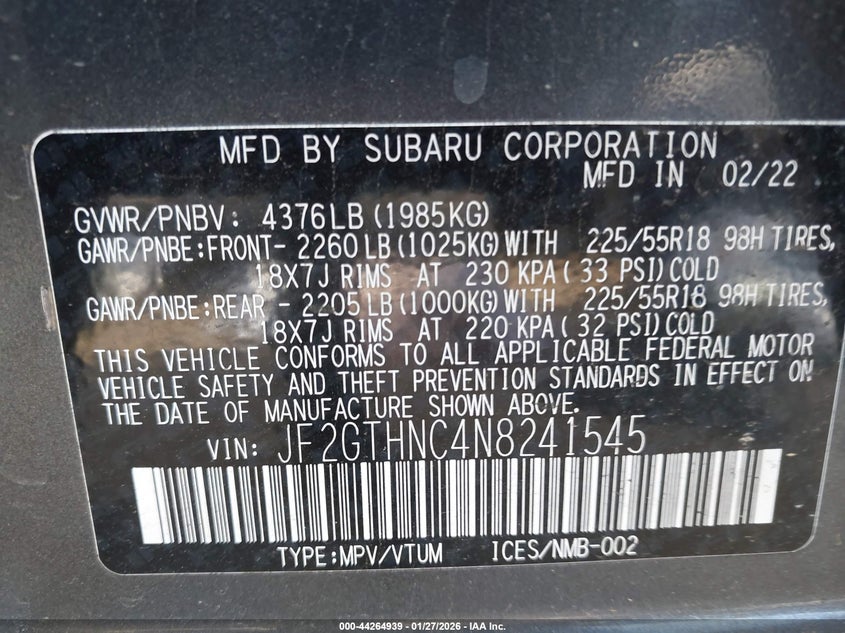 MFD BY SUBARU CORPORATION
MFD IN 02/22
GVWR/PNBV: 4376LB (1985KG)
GAWR/PNBE:FRONT- 2260LB (1025KG) WITH 225/55R18 98H TIRES,
18X7J RIMS AT 230 KPA ( 33 PSI) COLD
GAWR/PNBE:REAR - 2205LB (1000KG) WITH 225/55R18 98H TIRES,
18X7J RIMS AT 220 KPA ( 32 PSI) COLD
THIS VEHICLE CONFORMS TO ALL APPLICABLE FEDERAL MOTOR
VEHICLE SAFETY AND THEFT PREVENTION STANDARDS IN EFFECT ON
THE DATE OF MANUFACTURE SHOWN ABOVE.
VIN: JF2GTHNC4N8241545
TYPE:MPV/VTUM ICES/NMB-002
000-44264939 - 01/27/2026 - IAA Inc.